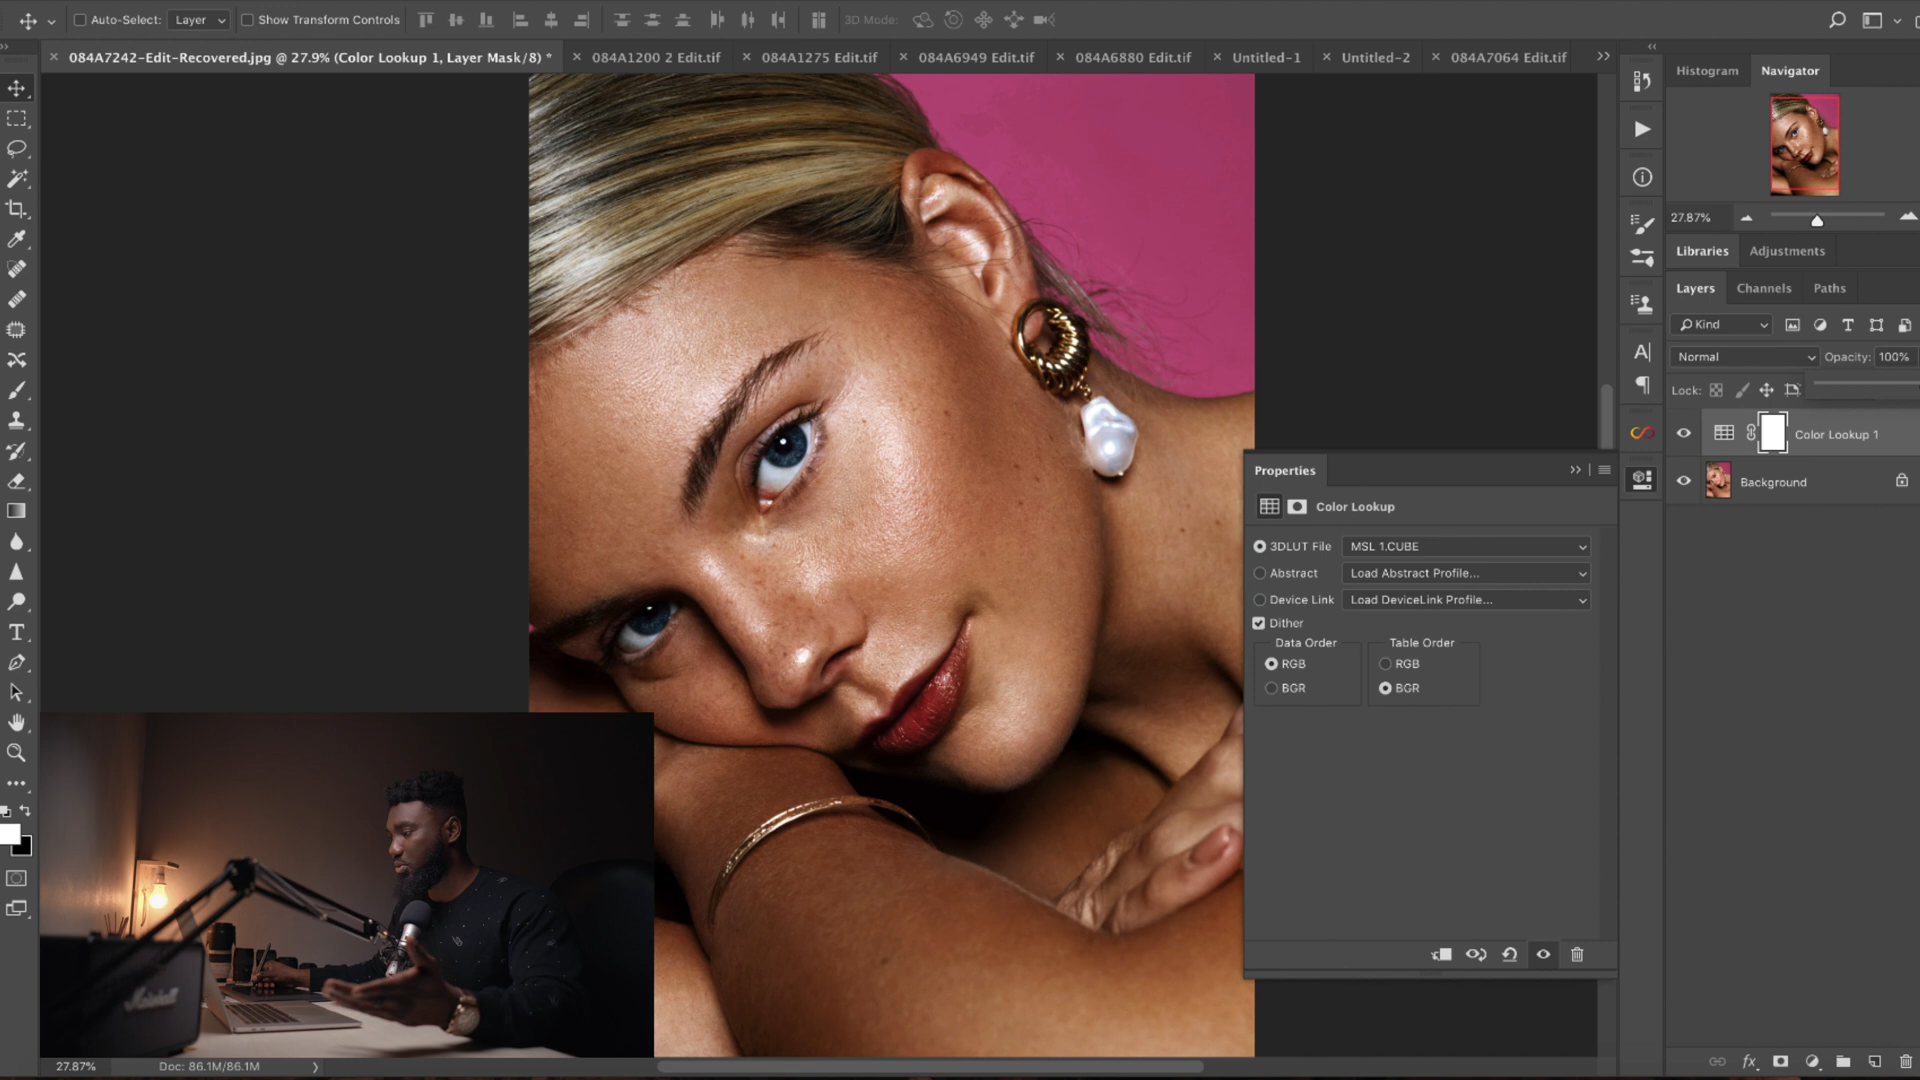 Auto-Select: Layer Show Transform Controls 3D Mode:
084A7242-Edit-Recovered.jpg @ 27.9% (Color Lookup 1, Layer Mask/8) *
084A1200 2 Edit.tif
084A1275 Edit.tif
084A6949 Edit.tif
084A6880 Edit.tif
Untitled-1
Untitled-2
084A7064 Edit.tif
Histogram Navigator
27.87%
Libraries Adjustments
Layers Channels Paths
Kind
Normal Opacity: 100%
Lock:
Color Lookup 1
Background
Properties
Color Lookup
3DLUT File MSL 1.CUBE
Abstract Load Abstract Profile...
Device Link Load DeviceLink Profile...
Dither
Data Order Table Order
RGB RGB
BGR BGR
Marshall
27.87% Doc: 86.1M/86.1M
fx